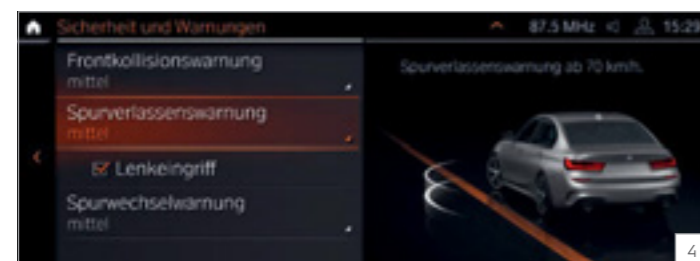 Sicherheit und Warnungen 87.5 MHz 15:29
Frontkollisionswarnung
mittel
Spurverlassenswarnung ab 70 km/h.
Spurverlassenswarnung
mittel
Lenkeingriff
Spurwechselwarnung
mittel
4